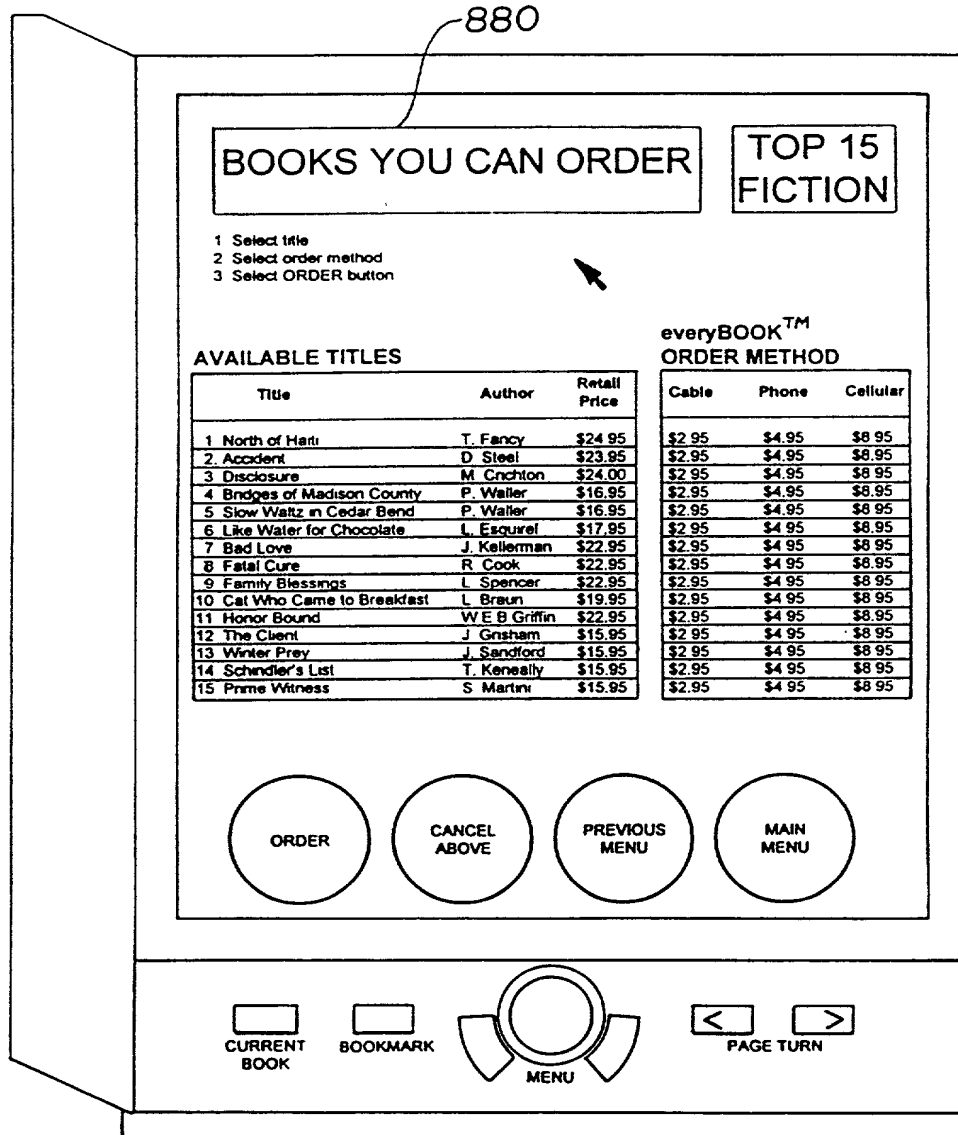 880
BOOKS YOU CAN ORDER
TOP 15
FICTION
1 Select title
2 Select order method
3 Select ORDER button
AVAILABLE TITLES
everyBOOK™
ORDER METHOD
Title Author Retail Price Cable Phone Cellular
1 North of Haiti T. Fancy $24 95 $2 95 $4.95 $8 95
2. Accident D Steel $23.95 $2.95 $4.95 $8.95
3 Disclosure M Crichton $24.00 $2 95 $4.95 $8 95
4 Bridges of Madison County P. Waller $16.95 $2.95 $4.95 $8.95
5 Slow Waltz in Cedar Bend P. Waller $16.95 $2.95 $4.95 $8 95
6 Like Water for Chocolate L. Esquirel $17,95 $2 95 $4 95 $8.95
7 Bad Love J. Kellerman $22.95 $2.95 $4 95 $8 95
8 Fatal Cure R Cook $22.95 $2.95 $4 95 $8.95
9 Family Blessings L Spencer $22.95 $2.95 $4 95 $8 95
10 Cat Who Came to Breakfast L Braun $19.95 $2.95 $4 95 $8 95
11 Honor Bound W E B Griffin $22.95 $2.95 $4 95 $8.95
12 The Client J Grisham $15.95 $2 95 $4 95 $8 95
13 Winter Prey J. Sandford $15.95 $2.95 $4 95 $8 95
14 Schindler's List T. Keneally $15.95 $2.95 $4 95 $8 95
15 Prime Witness S Martini $15.95 $2.95 $4 95 $8 95
ORDER
CANCEL
ABOVE
PREVIOUS
MENU
MAIN
MENU
CURRENT
BOOK
BOOKMARK
MENU
< >
PAGE TURN